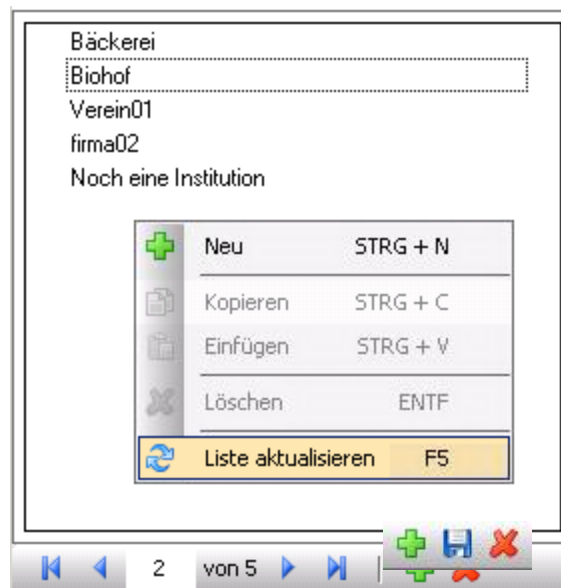 Bäckerei
Biohof
Verein01
firma02
Noch eine Institution
Neu STRG + N
Kopieren STRG + C
Einfügen STRG + V
Löschen ENTF
Liste aktualisieren F5
2 von 5